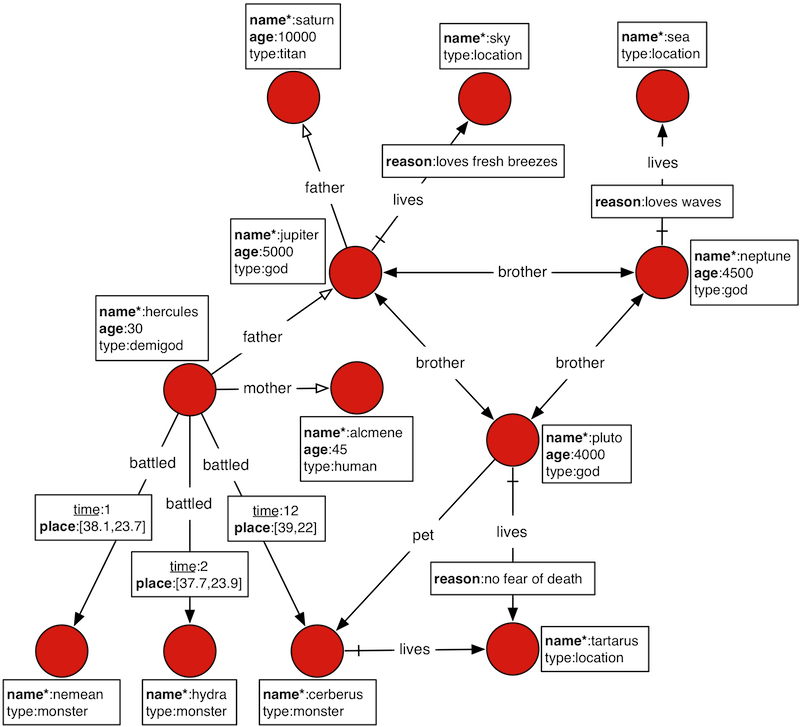 name*:saturn
age:10000
type:titan
name*:sky
type:location
name*:sea
type:location
reason:loves fresh breezes
lives
father
lives
reason:loves waves
name*:jupiter
age:5000
type:god
brother
name*:neptune
age:4500
type:god
name*:hercules
age:30
type:demigod
father
brother
brother
mother
name*:alcmene
age:45
type:human
name*:pluto
age:4000
type:god
battled
battled
battled
time:1
place:[38.1,23.7]
time:12
place:[39,22]
pet
lives
time:2
place:[37.7,23.9]
reason:no fear of death
lives
name*:tartarus
type:location
name*:nemean
type:monster
name*:hydra
type:monster
name*:cerberus
type:monster